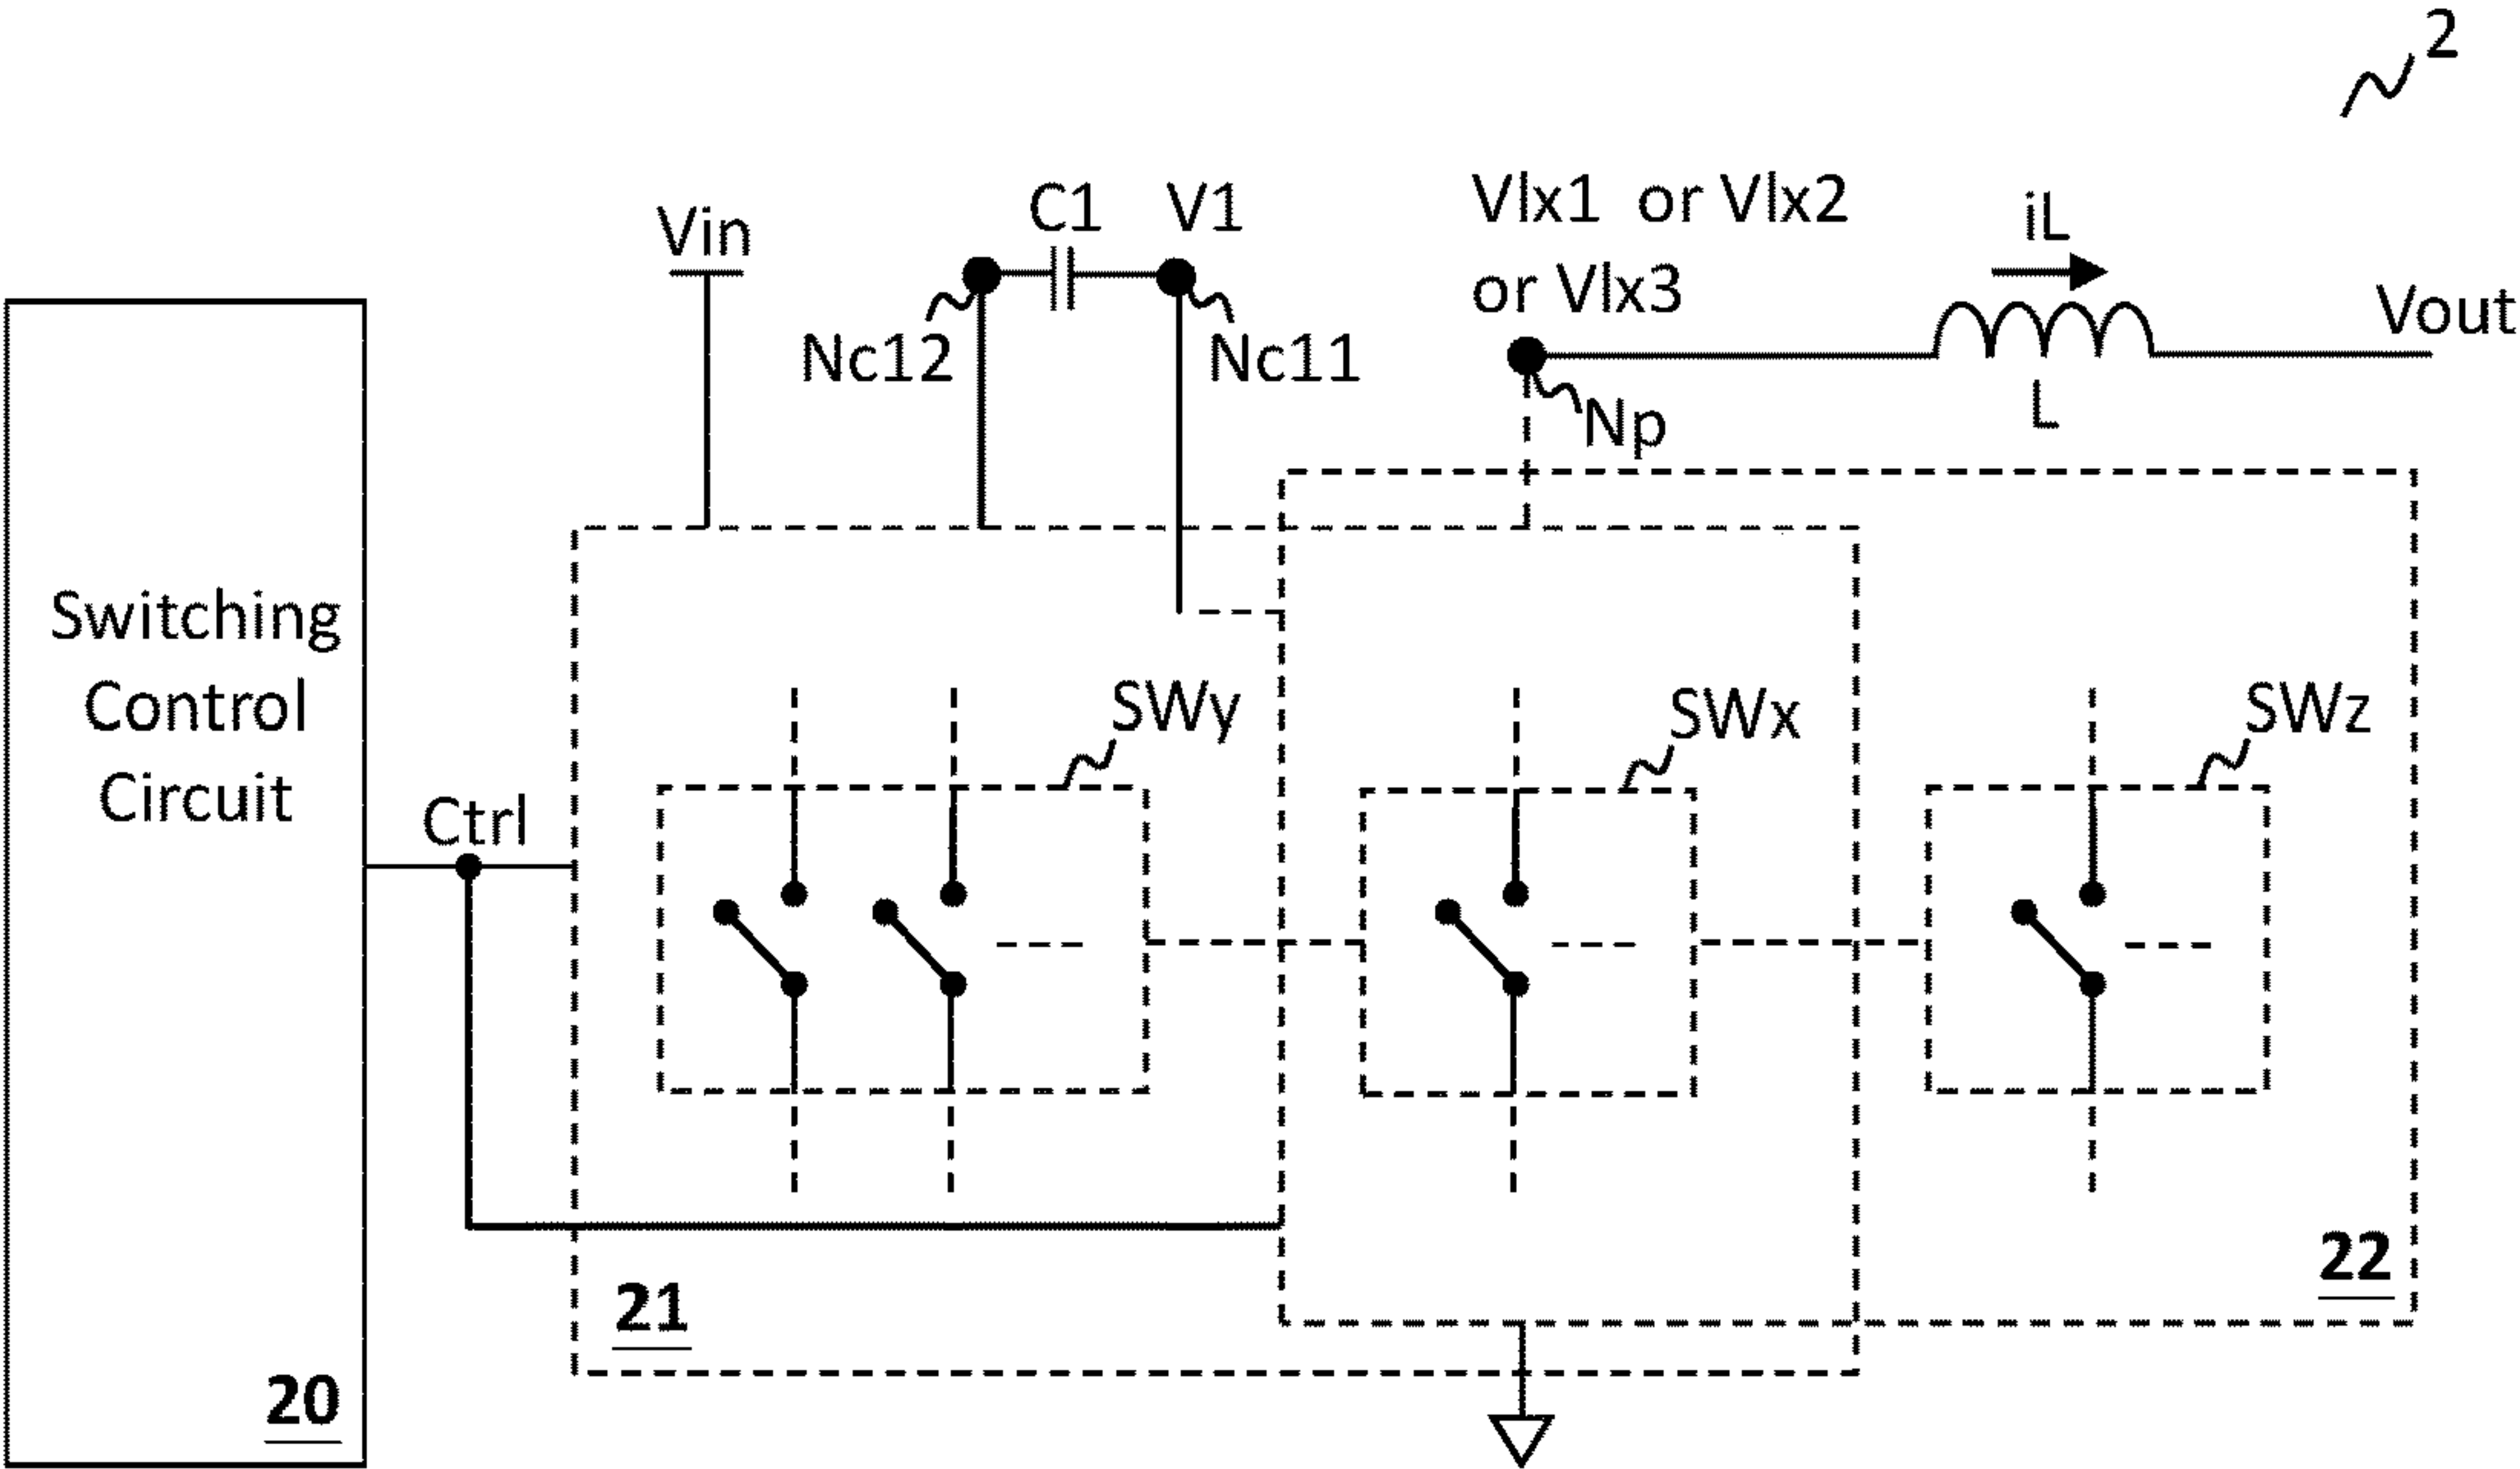 2
Vin
C1
V1
Vlx1 or Vlx2
or Vlx3
iL
Vout
Nc12
Nc11
Np
L
Switching
Control
Circuit
Ctrl
SWy
SWx
SWz
20
21
22